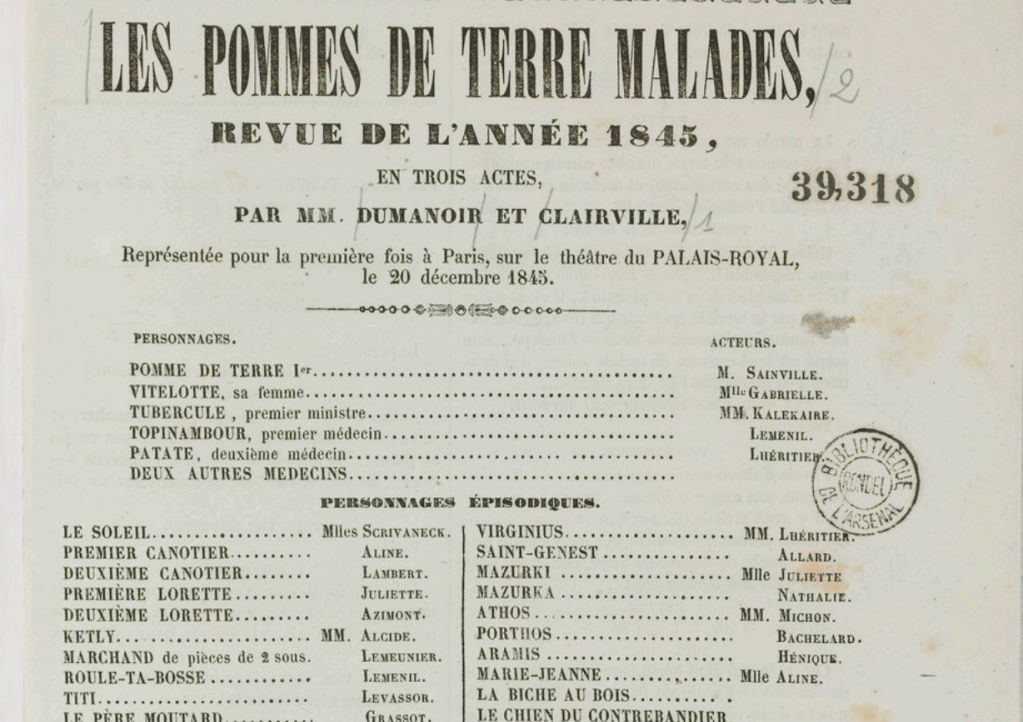 LES POMMES DE TERRE MALADES, 2
REVUE DE L'ANNÉE 1845,
EN TROIS ACTES,
39,318
PAR MM. DUMANOIR ET CLAIRVILLE, 1
Représentée pour la première fois à Paris, sur le théâtre du PALAIS-ROYAL,
le 20 décembre 1845.
PERSONNAGES. ACTEURS.
POMME DE TERRE Ier........ M. SAINVILLE.
VITELOTTE, sa femme........ Mlle GABRIELLE.
TUBERCULE, premier ministre........ MM. KALEKAIRE.
TOPINAMBOUR, premier médecin........ LEMENIL.
PATATE, deuxième médecin........ LHÉRITIER.
DEUX AUTRES MEDECINS........
BIBLIOTHÈQUE DE L'ARSENAL
RONDEL
PERSONNAGES ÉPISODIQUES.
LE SOLEIL........ Mlles SCRIVANECK.
PREMIER CANOTIER........ ALINE.
DEUXIÈME CANOTIER........ LAMBERT.
PREMIÈRE LORETTE........ JULIETTE.
DEUXIÈME LORETTE........ AZIMONT.
KETLY........ MM. ALCIDE.
MARCHAND de pièces de 2 sous. LEMEUNIER.
ROULE-TA-BOSSE........ LEMENIL.
TITI........ LEVASSOR.
LE PÈRE MOUTARD........ GRASSOT.
VIRGINIUS........ MM. LHÉRITIER.
SAINT-GENEST........ ALLARD.
MAZURKI........ Mlle JULIETTE
MAZURKA........ NATHALIE.
ATHOS........ MM. MICHON.
PORTHOS........ BACHELARD.
ARAMIS........ HÉNIQUE.
MARIE-JEANNE........ Mlle ALINE.
LA BICHE AU BOIS........
LE CHIEN DU CONTREBANDIER.